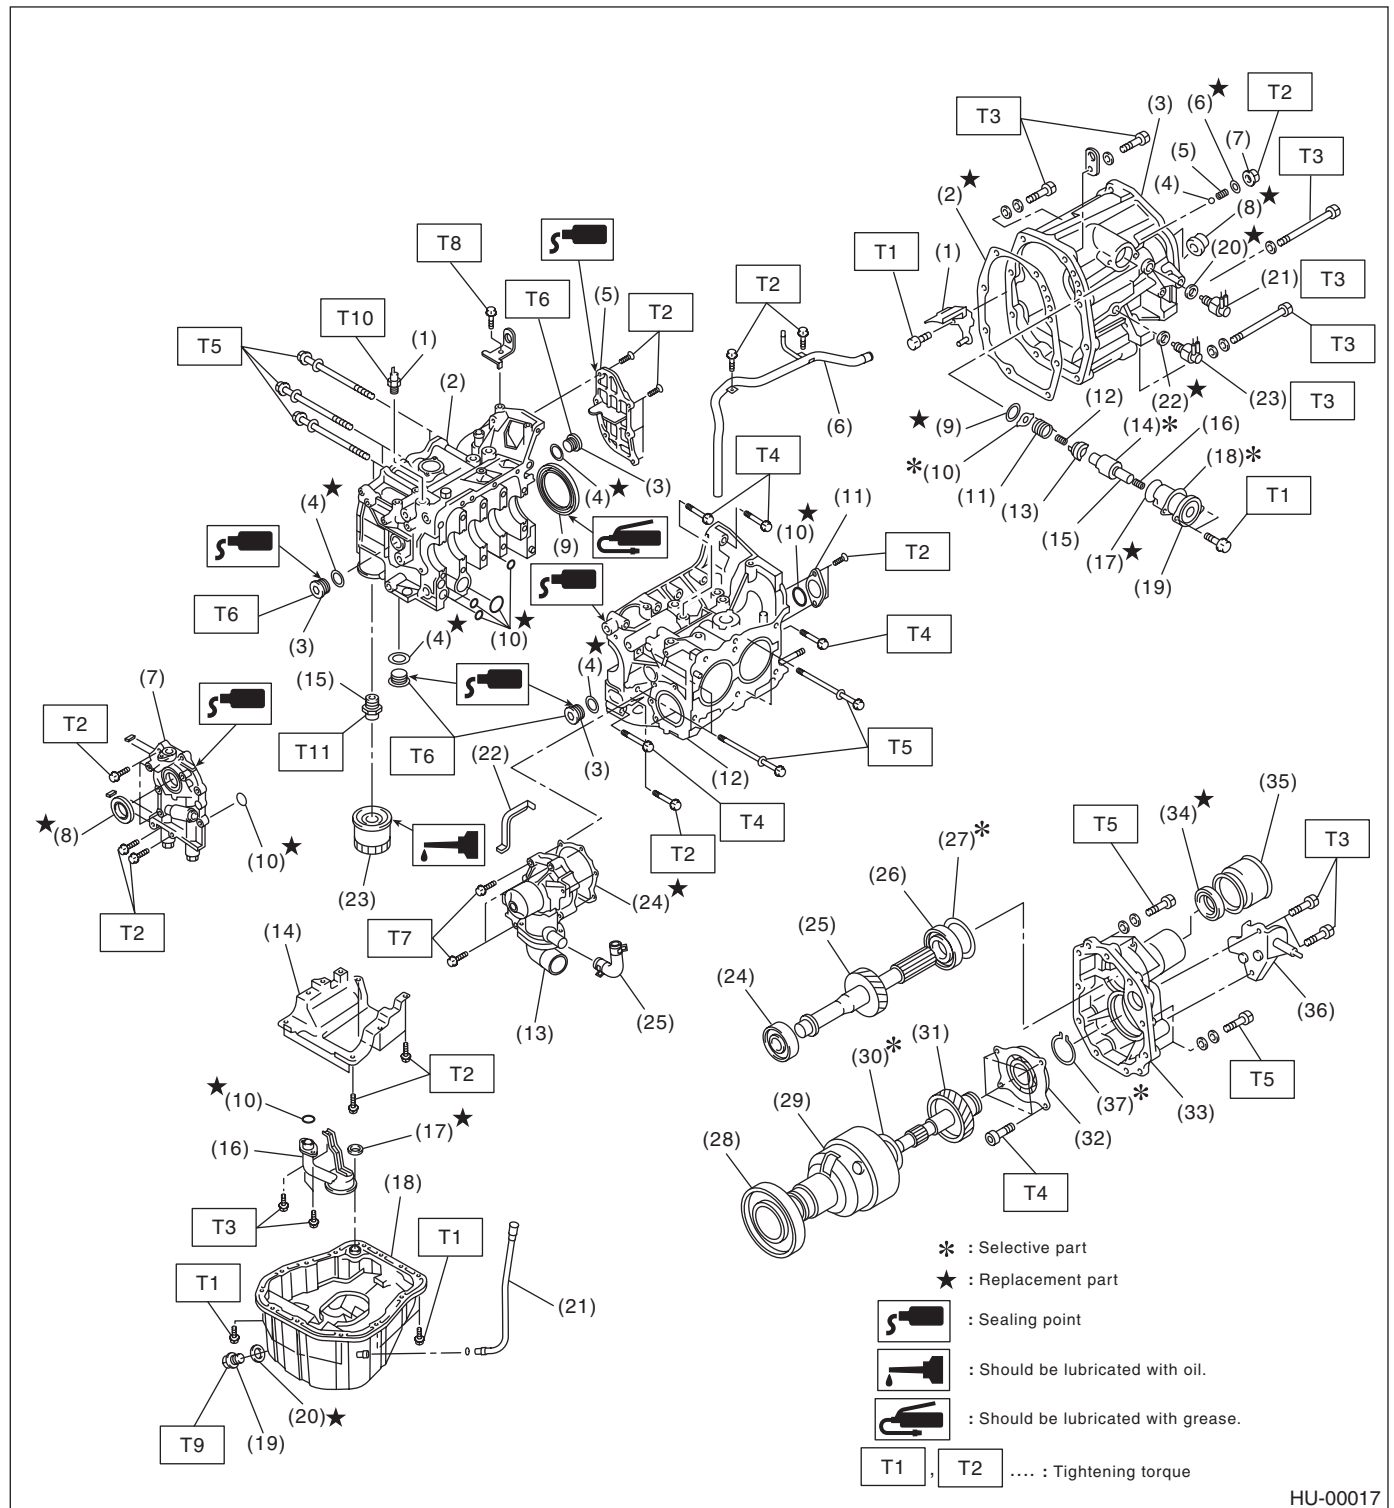 T3
(3)
(6)★
T2
(7)
(5)
T3
(4)
(2)★
(8)★
T1
(1)
(20)★
(21)
T3
T3
(22)★
(23)
T3
(12)
★(9)
(14)*
(16)
*(10)
(18)*
(11)
(13)
T1
(15)
(17)★
(19)
T8
T6
(5)
T2
T2
T10
(1)
T5
(2)
(6)
(4)★
(3)
(4)★
T4
(9)
(10)★
(11)
T2
T6
(3)
(4)★
(10)★
T4
(4)★
(7)
(15)
T2
T11
T6
(3)
(22)
(12)
T5
T4
T2
★(8)
(10)★
(23)
T2
(24)★
T7
(14)
(13)
(25)
T2
★(10)
(17)★
(16)
(18)
T3
T1
T1
(21)
(20)★
(19)
T9
(35)
(34)★
T5
T3
(27)*
(26)
(25)
(24)
(36)
(31)
(30)*
T5
(37)*
(33)
(29)
(32)
(28)
T4
* : Selective part
★ : Replacement part
: Sealing point
: Should be lubricated with oil.
: Should be lubricated with grease.
T1 , T2 .... : Tightening torque
HU-00017